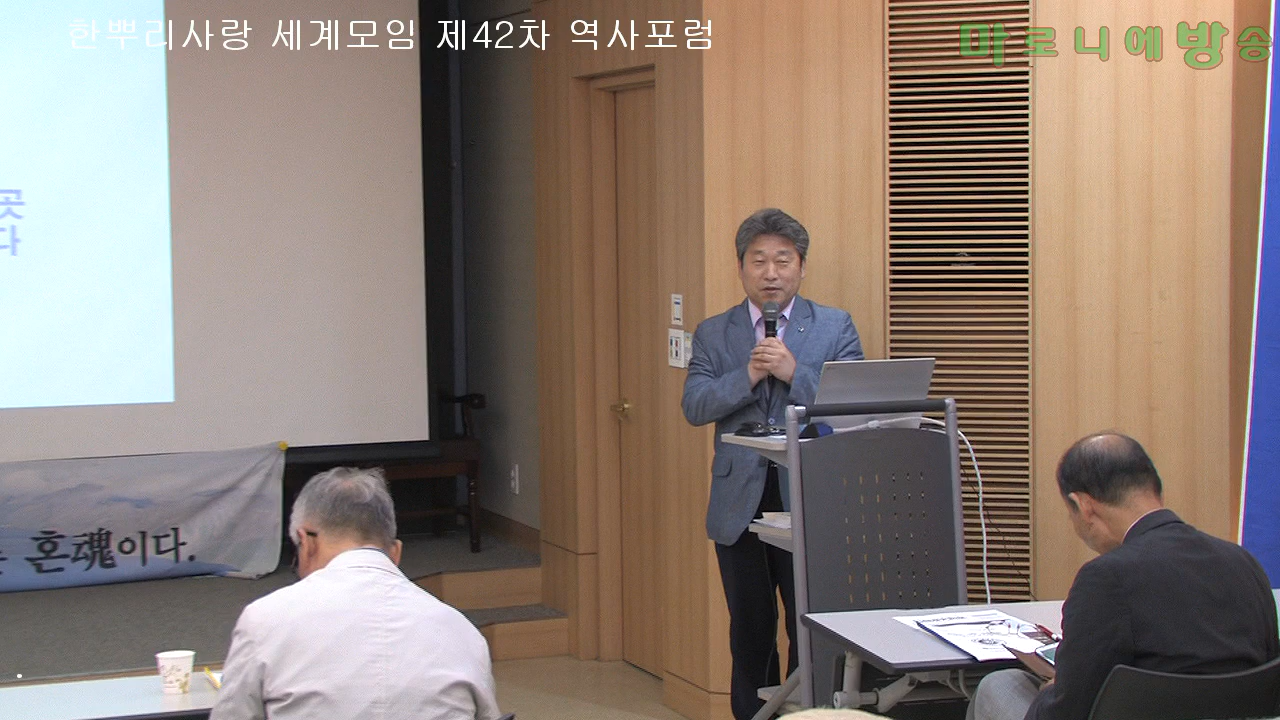 한뿌리사랑 세계모임 제42차 역사포럼
마로니에방송
곳
다
혼魂이다.